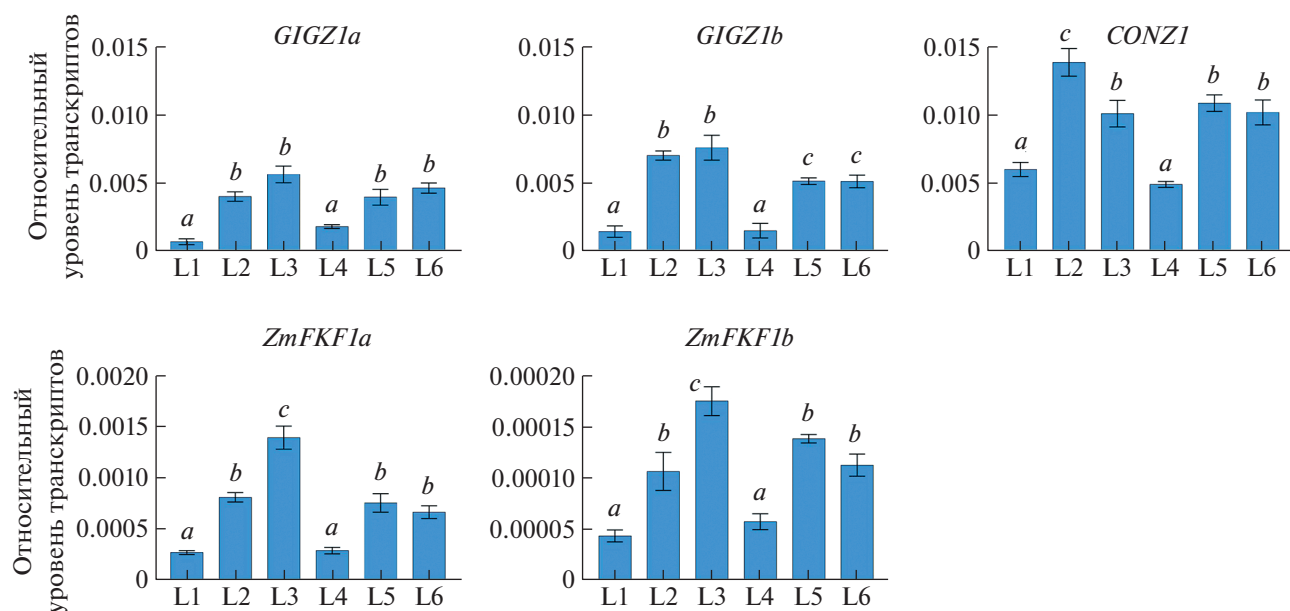 Относительный
уровень транскриптов
GIGZ1a
0.015
0.010
0.005
0
a
b
b
a
b
b
L1 L2 L3 L4 L5 L6
GIGZ1b
0.015
0.010
0.005
0
a
b
b
a
c
c
L1 L2 L3 L4 L5 L6
CONZ1
0.015
0.010
0.005
0
a
c
b
a
b
b
L1 L2 L3 L4 L5 L6
Относительный
уровень транскриптов
ZmFKF1a
0.0020
0.0015
0.0010
0.0005
0
a
b
c
a
b
b
L1 L2 L3 L4 L5 L6
ZmFKF1b
0.00020
0.00015
0.00010
0.00005
0
a
b
c
a
b
b
L1 L2 L3 L4 L5 L6